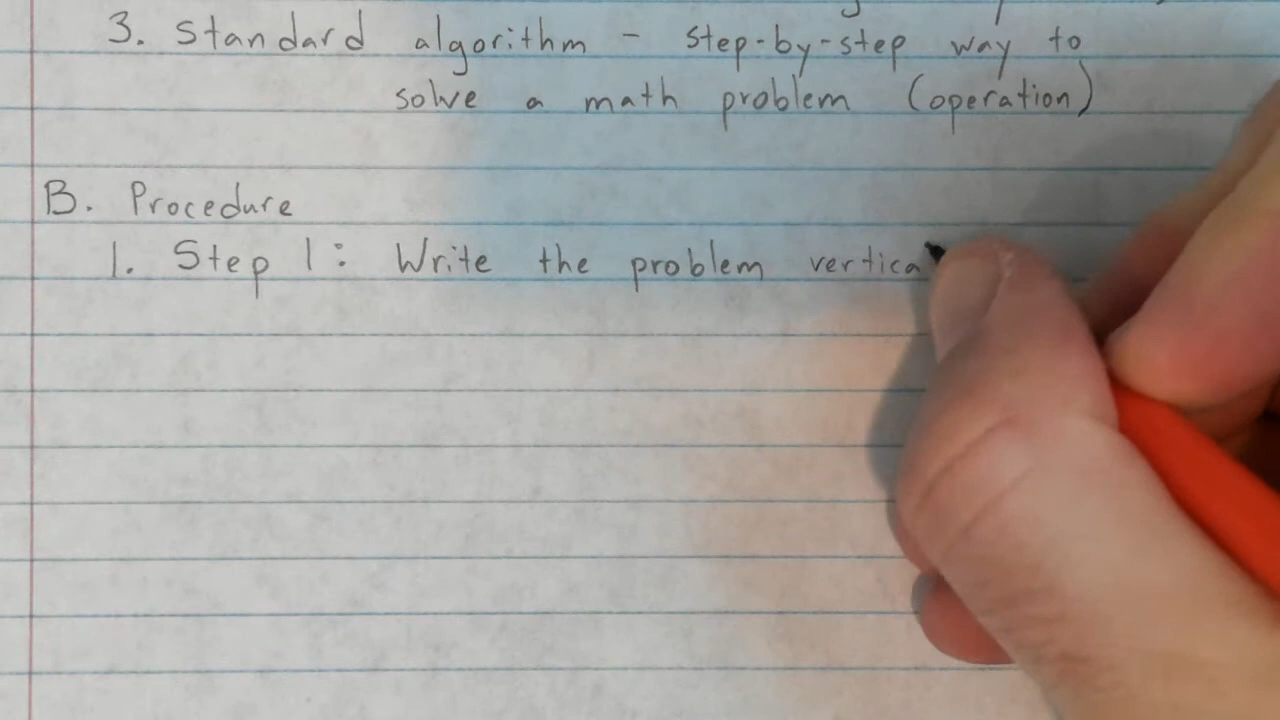 3. Standard algorithm - step-by-step way to
solve a math problem (operation)
B. Procedure
1. Step 1: Write the problem vertica